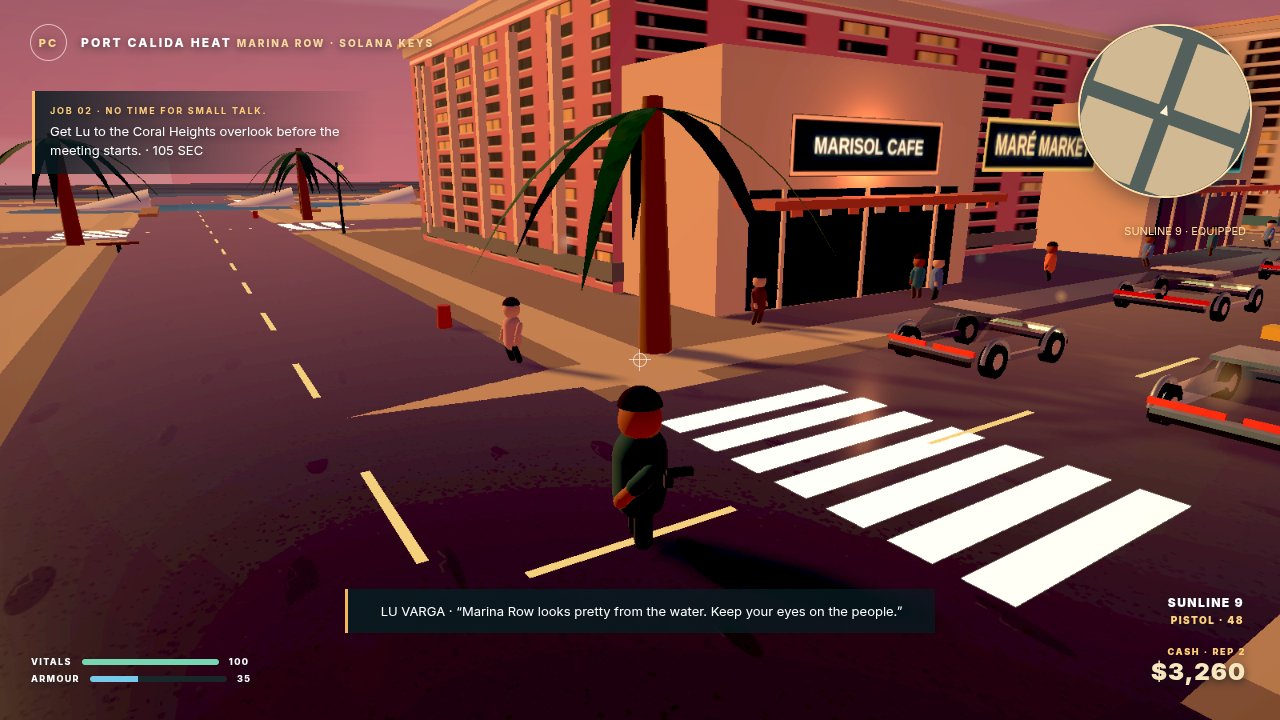 PC PORT CALIDA HEAT MARINA ROW · SOLANA KEYS
JOB 02 · NO TIME FOR SMALL TALK.
Get Lu to the Coral Heights overlook before the
meeting starts. · 105 SEC
MARISOL CAFE
MARÉ MARKET
SUNLINE 9 · EQUIPPED
LU VARGA · “Marina Row looks pretty from the water. Keep your eyes on the people.”
SUNLINE 9
PISTOL · 48
CASH · REP 2
$3,260
VITALS 100
ARMOUR 35